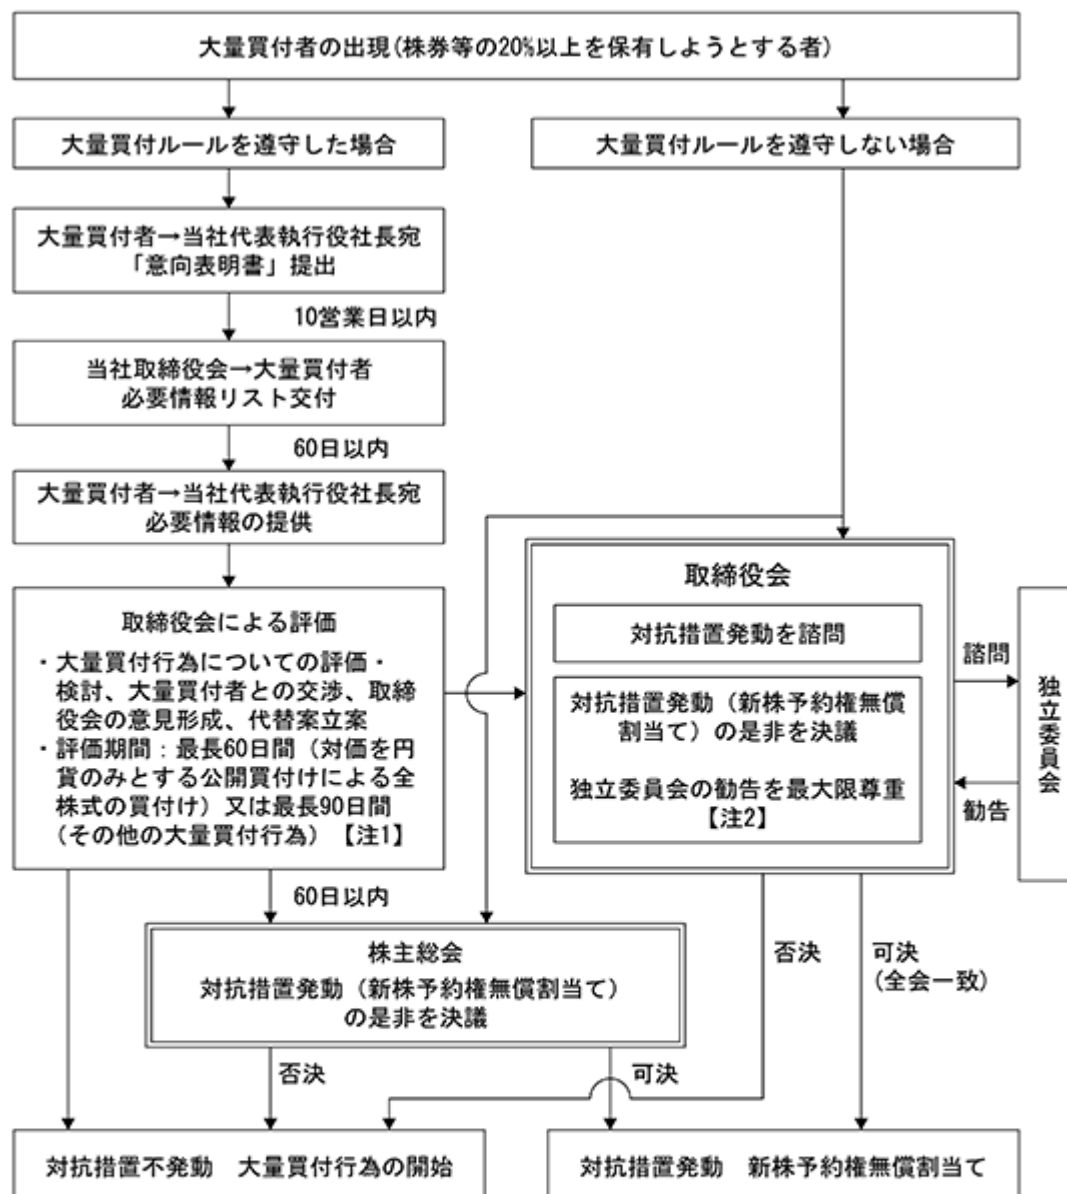 大量買付者の出現(株券等の20%以上を保有しようとする者)
大量買付ルールを遵守した場合
大量買付ルールを遵守しない場合
大量買付者→当社代表執行役社長宛
「意向表明書」提出
10営業日以内
当社取締役会→大量買付者
必要情報リスト交付
60日以内
大量買付者→当社代表執行役社長宛
必要情報の提供
取締役会による評価
・大量買付行為についての評価・
検討、大量買付者との交渉、取締
役会の意見形成、代替案立案
・評価期間：最長60日間（対価を円
貨のみとする公開買付けによる全
株式の買付け）又は最長90日間
（その他の大量買付行為）【注1】
取締役会
対抗措置発動を諮問
対抗措置発動（新株予約権無償
割当て）の是非を決議
独立委員会の勧告を最大限尊重
【注2】
諮問
勧告
独立委員会
60日以内
株主総会
対抗措置発動（新株予約権無償割当て）
の是非を決議
否決
可決
(全会一致)
否決
可決
対抗措置不発動　大量買付行為の開始
対抗措置発動　新株予約権無償割当て